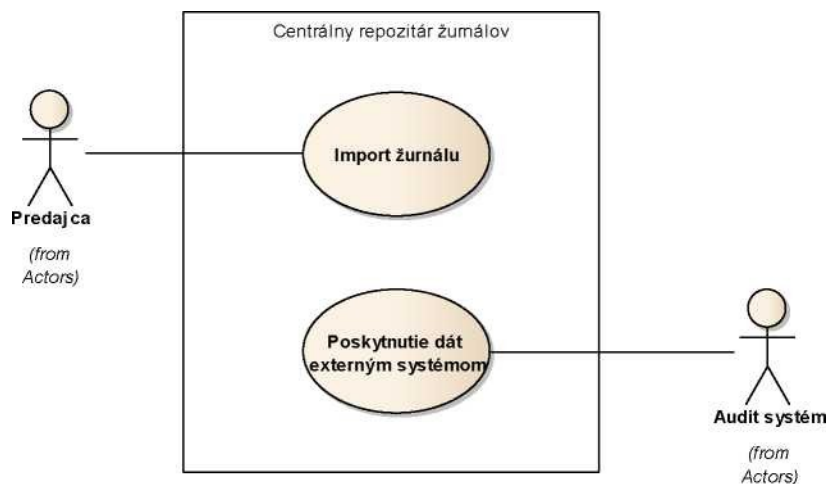 Centrálny repozitár žurnálov
Import žurnálu
Predajca
(from
Actors)
Poskytnutie dát
externým systémom
Audit systém
(from
Actors)